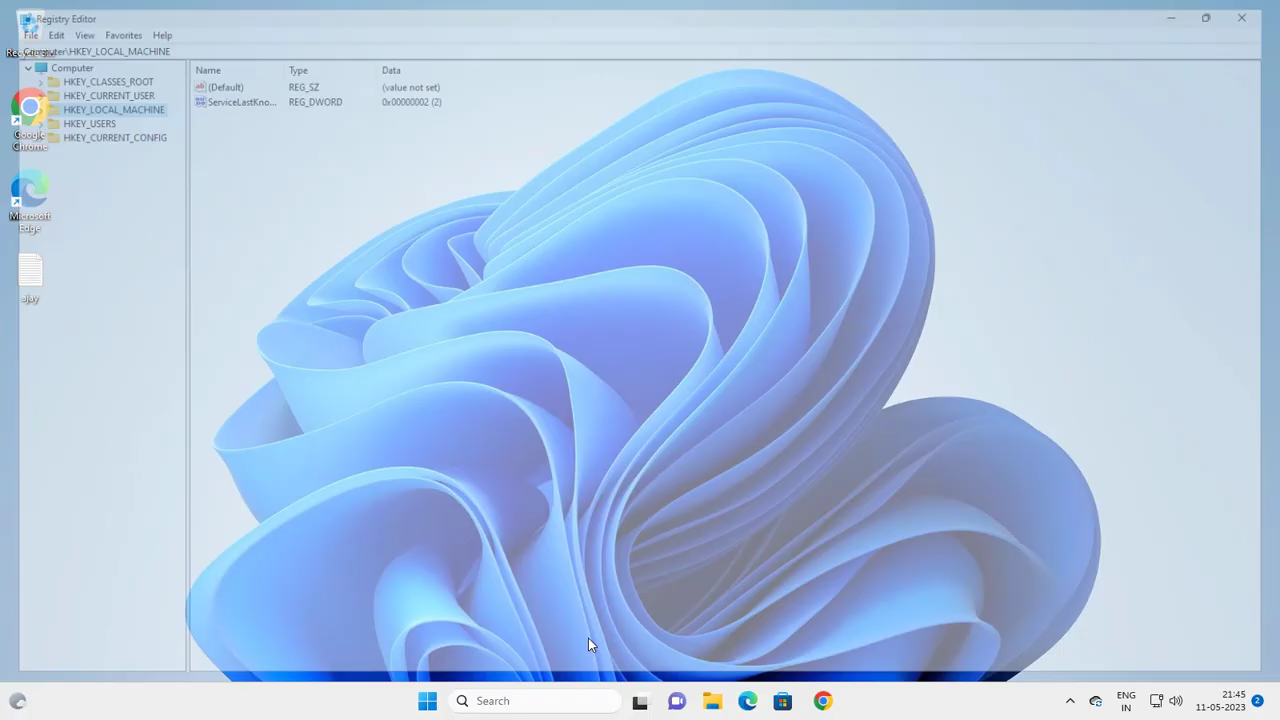 Registry Editor
File Edit View Favorites Help
Computer\HKEY_LOCAL_MACHINE
Computer
HKEY_CLASSES_ROOT
HKEY_CURRENT_USER
HKEY_LOCAL_MACHINE
HKEY_USERS
HKEY_CURRENT_CONFIG
Name Type Data
(Default) REG_SZ (value not set)
ServiceLastKno... REG_DWORD 0x00000002 (2)
Google
Chrome
Microsoft
Edge
ajay
Search
ENG
IN
21:45
11-05-2023
2